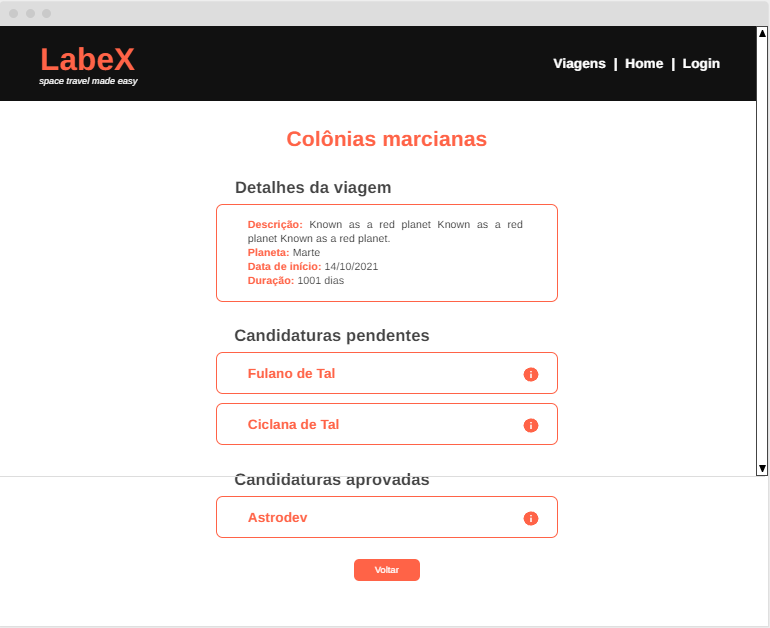 LabeX
space travel made easy
Viagens | Home | Login
Colônias marcianas
Detalhes da viagem
Descrição: Known as a red planet Known as a red
planet Known as a red planet.
Planeta: Marte
Data de início: 14/10/2021
Duração: 1001 dias
Candidaturas pendentes
Fulano de Tal
Ciclana de Tal
Candidaturas aprovadas
Astrodev
Voltar